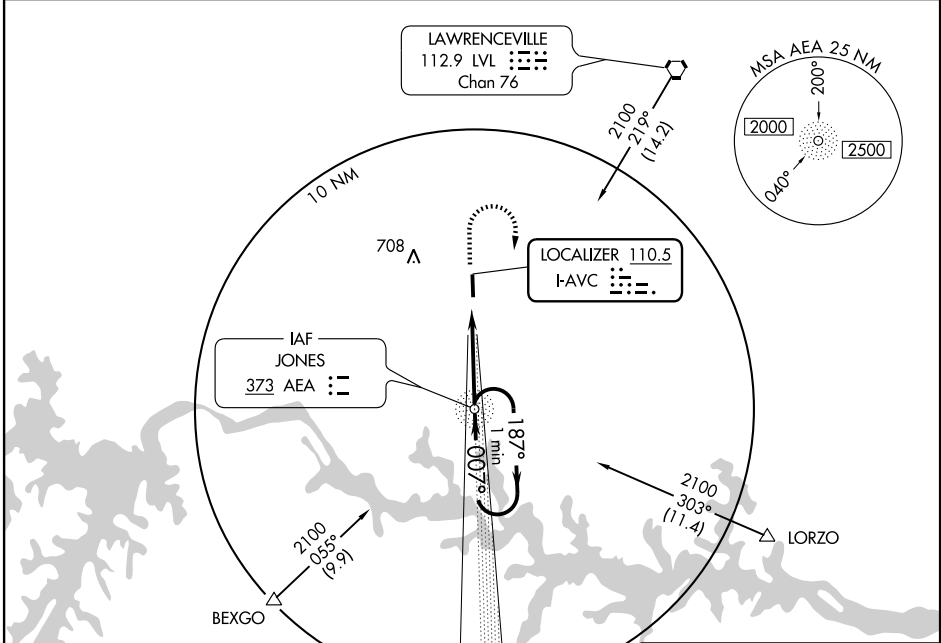 LAWRENCEVILLE
112.9 LVL
Chan 76
2100
219°
(14.2)
MSA AEA 25 NM
200°
2000
2500
040°
10 NM
708
LOCALIZER 110.5
I-AVC
IAF
JONES
373 AEA
187°
1 min
007°
2100
303°
(11.4)
LORZO
2100
055°
(9.9)
BEXGO